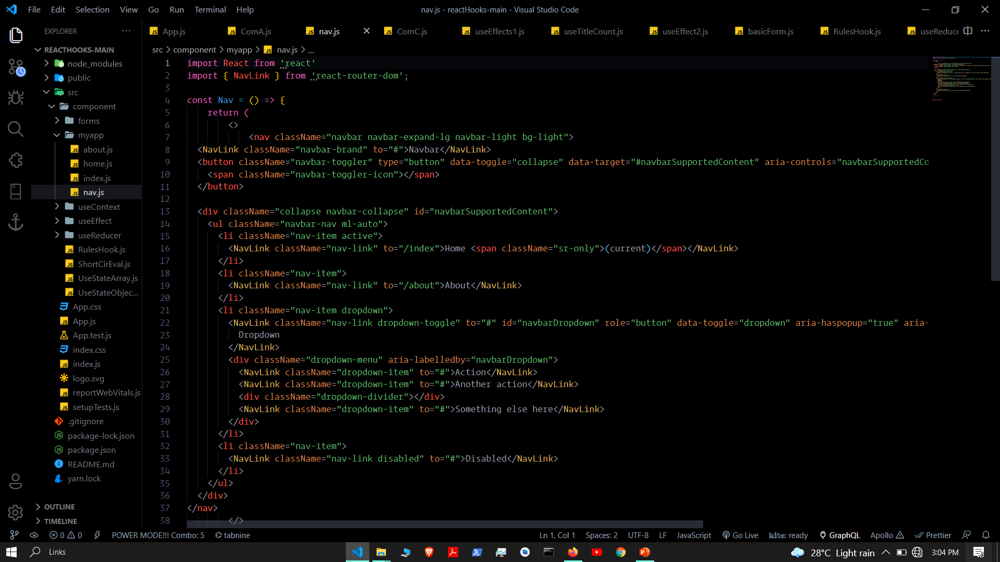 File Edit Selection View Go Run Terminal Help
nav.js - reactHooks-main - Visual Studio Code
EXPLORER ...
App.js ComA.js nav.js ComC.js useEffects1.js useTitleCount.js useEffect2.js basicForm.js RulesHook.js useReduce
src > component > myapp > nav.js > ...
REACTHOOKS-MAIN
node_modules
public
src
component
forms
myapp
about.js
home.js
index.js
nav.js
useContext
useEffect
useReducer
RulesHook.js
ShortCirEval.js
UseStateArray.js
UseStateObjec...
App.css
App.js
App.test.js
index.css
index.js
logo.svg
reportWebVitals.js
setupTests.js
.gitignore
package-lock.json
package.json
README.md
yarn.lock
OUTLINE
TIMELINE
1 import React from 'react'
2 import { NavLink } from 'react-router-dom';
3
4 const Nav = () => {
5 return (
6 <>
7 <nav className="navbar navbar-expand-lg navbar-light bg-light">
8 <NavLink className="navbar-brand" to="#">Navbar</NavLink>
9 <button className="navbar-toggler" type="button" data-toggle="collapse" data-target="#navbarSupportedContent" aria-controls="navbarSupportedCo
10 <span className="navbar-toggler-icon"></span>
11 </button>
12
13 <div className="collapse navbar-collapse" id="navbarSupportedContent">
14 <ul className="navbar-nav ml-auto">
15 <li className="nav-item active">
16 <NavLink className="nav-link" to="/index">Home <span className="sr-only">(current)</span></NavLink>
17 </li>
18 <li className="nav-item">
19 <NavLink className="nav-link" to="/about">About</NavLink>
20 </li>
21 <li className="nav-item dropdown">
22 <NavLink className="nav-link dropdown-toggle" to="#" id="navbarDropdown" role="button" data-toggle="dropdown" aria-haspopup="true" aria-
23 Dropdown
24 </NavLink>
25 <div className="dropdown-menu" aria-labelledby="navbarDropdown">
26 <NavLink className="dropdown-item" to="#">Action</NavLink>
27 <NavLink className="dropdown-item" to="#">Another action</NavLink>
28 <div className="dropdown-divider"></div>
29 <NavLink className="dropdown-item" to="#">Something else here</NavLink>
30 </div>
31 </li>
32 <li className="nav-item">
33 <NavLink className="nav-link disabled" to="#">Disabled</NavLink>
34 </li>
35 </ul>
36 </div>
37 </nav>
38 </>
0 0 POWER MODE!!! Combo: 5 tabnine Ln 1, Col 1 Spaces: 2 UTF-8 LF JavaScript Go Live kite: ready GraphQL Apollo Prettier
Links 28°C Light rain 3:04 PM